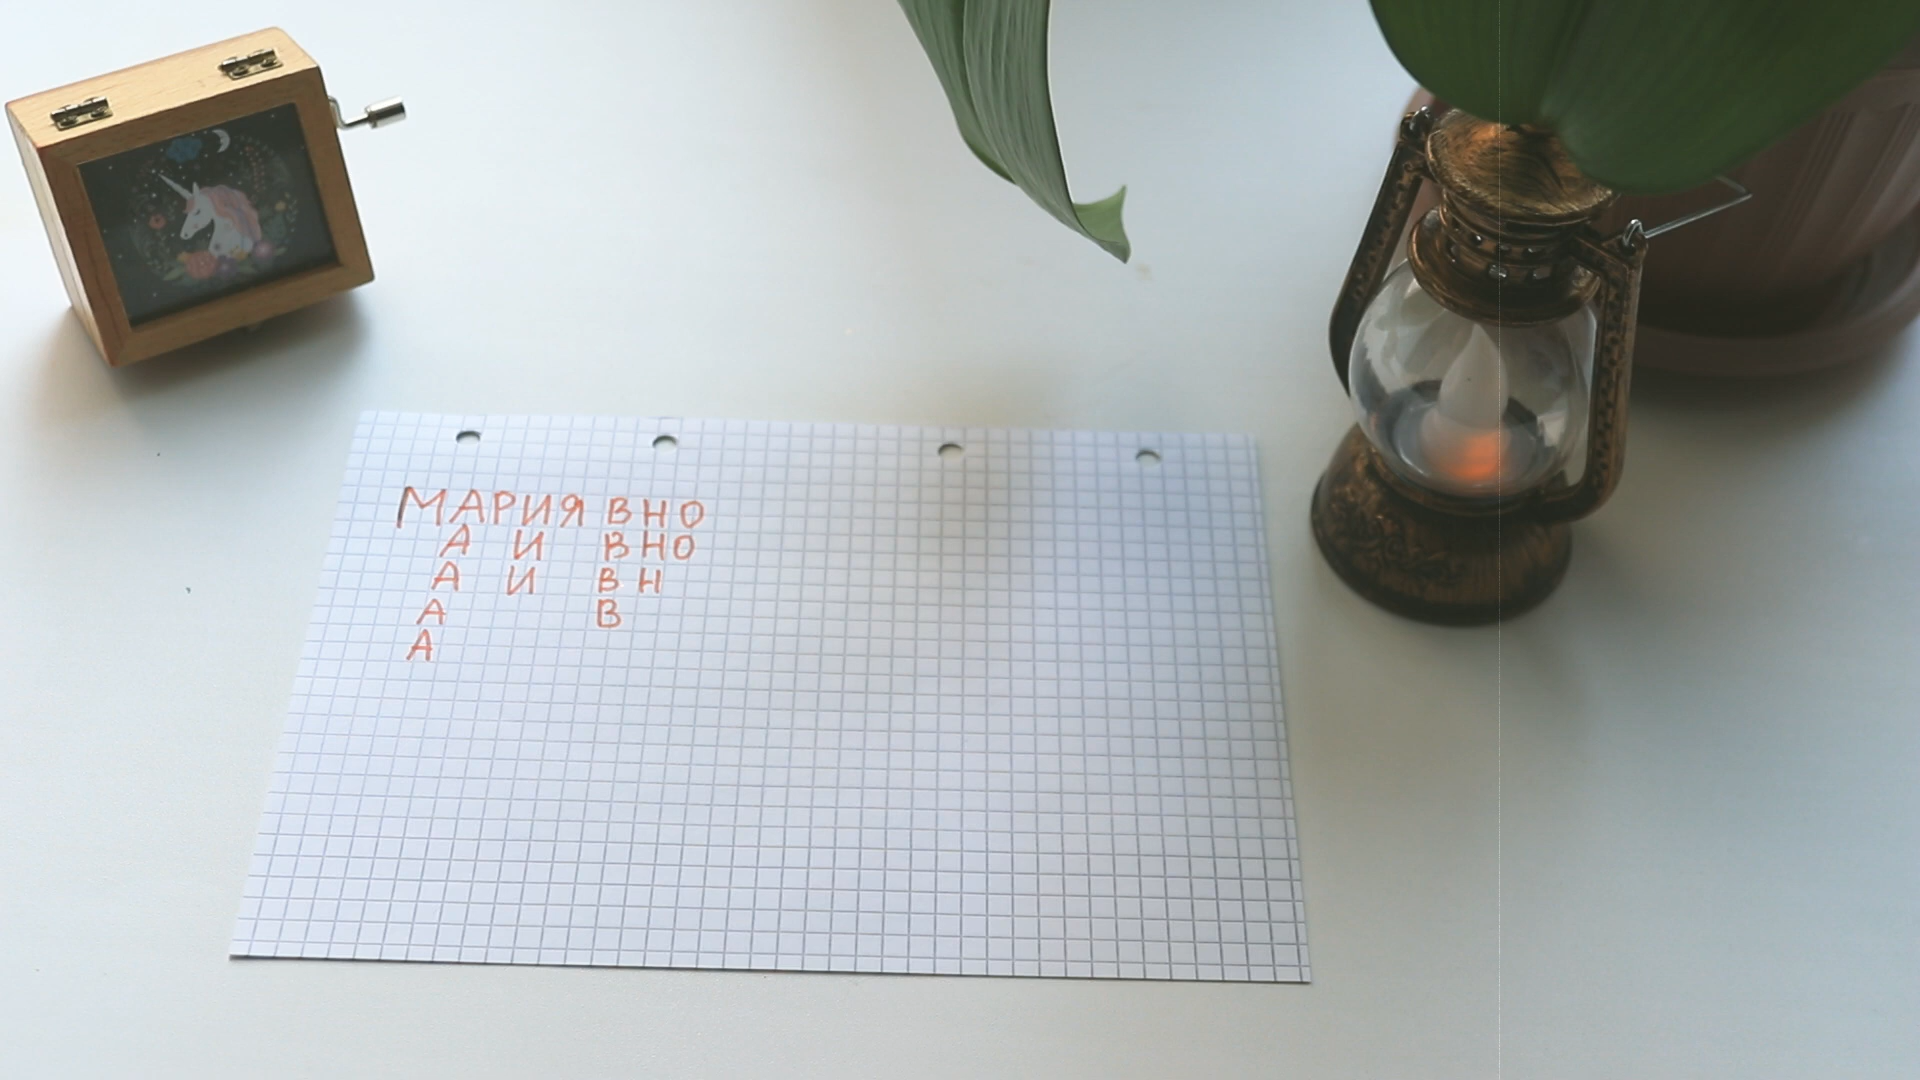 МАРИЯ ВНО
А И ВНО
А И ВН
А В
А